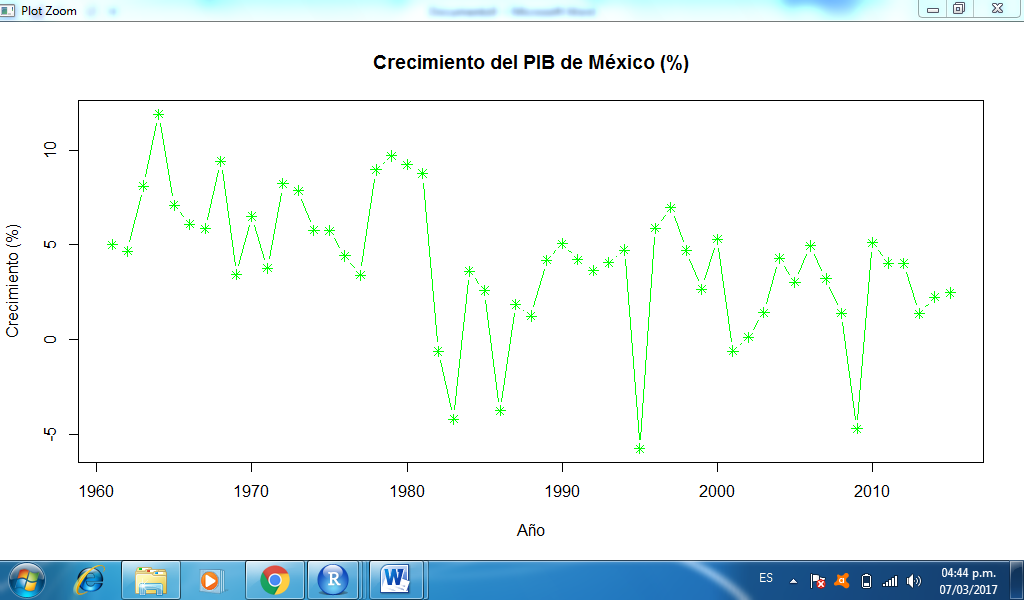 Plot Zoom
Crecimiento del PIB de México (%)
Crecimiento (%)
10
5
0
-5
1960 1970 1980 1990 2000 2010
Año
ES
04:44 p.m.
07/03/2017
R
W